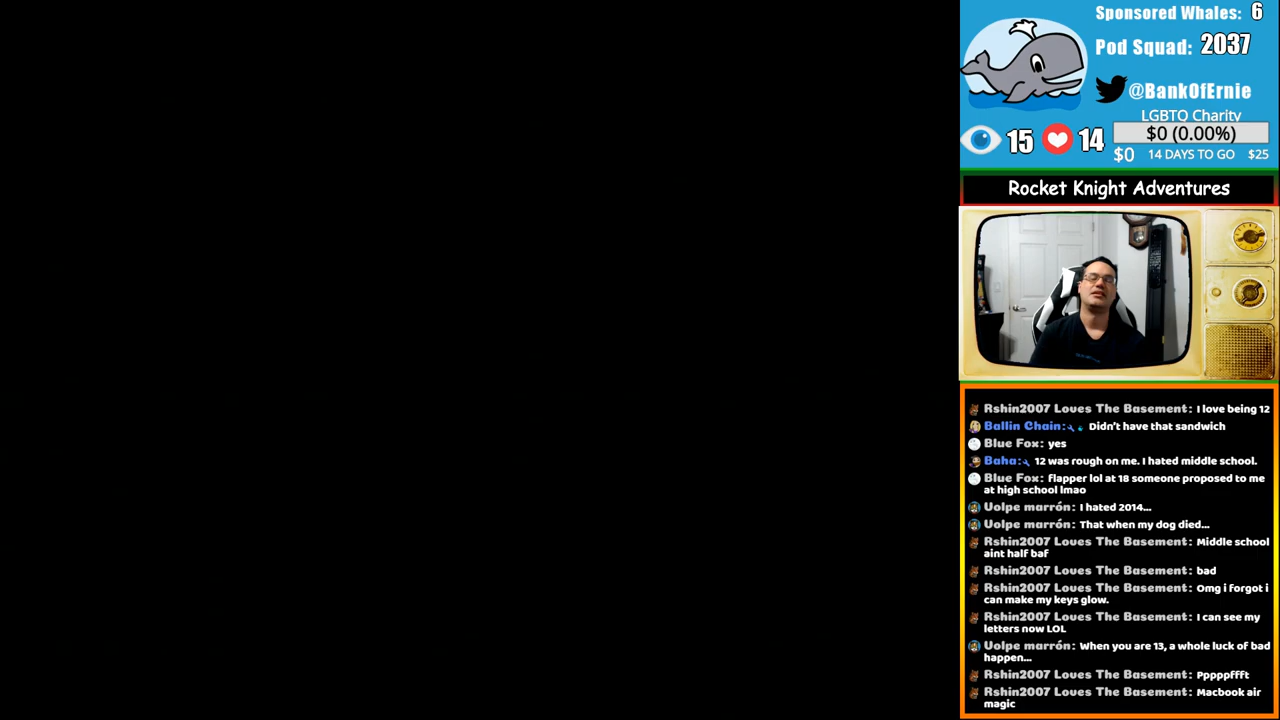 Sponsored Whales: 6
Pod Squad: 2037
@BankOfErnie
LGBTQ Charity
15
14
$0 (0.00%)
$0 14 DAYS TO GO $25
Rocket Knight Adventures
Rshin2007 Loves The Basement: I love being 12
Ballin Chain: Didn't have that sandwich
Blue Fox: yes
Baha: 12 was rough on me. I hated middle school.
Blue Fox: flapper lol at 18 someone proposed to me
at high school lmao
Volpe marrón: I hated 2014...
Volpe marrón: That when my dog died...
Rshin2007 Loves The Basement: Middle school
aint half baf
Rshin2007 Loves The Basement: bad
Rshin2007 Loves The Basement: Omg i forgot i
can make my keys glow.
Rshin2007 Loves The Basement: I can see my
letters now LOL
Volpe marrón: When you are 13, a whole luck of bad
happen...
Rshin2007 Loves The Basement: Pppppffft
Rshin2007 Loves The Basement: Macbook air
magic